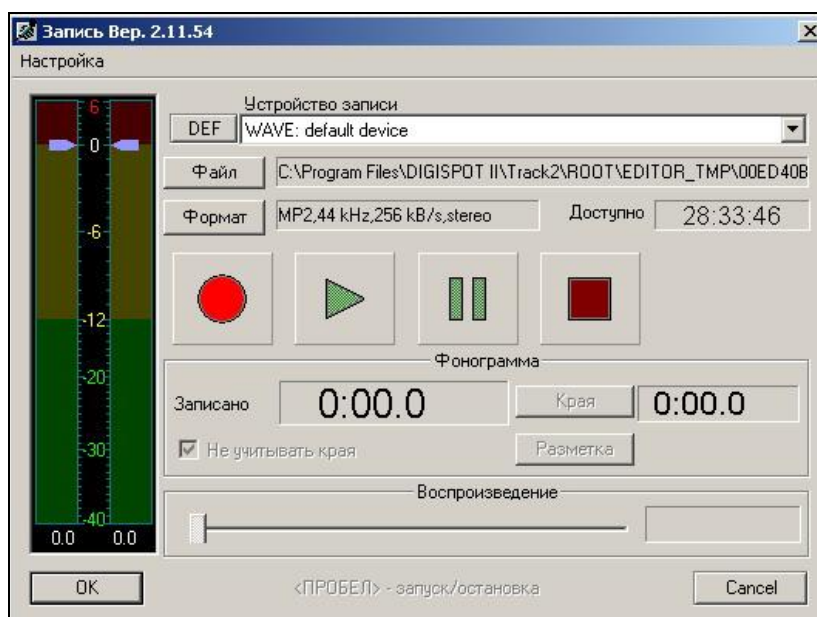 Запись Вер. 2.11.54
Настройка
Устройство записи
DEF WAVE: default device
Файл C:\Program Files\DIGISPOT II\Track2\ROOT\EDITOR_TMP\00ED40B
Формат MP2,44 kHz,256 kB/s,stereo Доступно 28:33:46
6
0
-6
-12
-20
-30
-40
0.0 0.0
Фонограмма
Записано 0:00.0 Края 0:00.0
Не учитывать края Разметка
Воспроизведение
OK <ПРОБЕЛ> - запуск/остановка Cancel